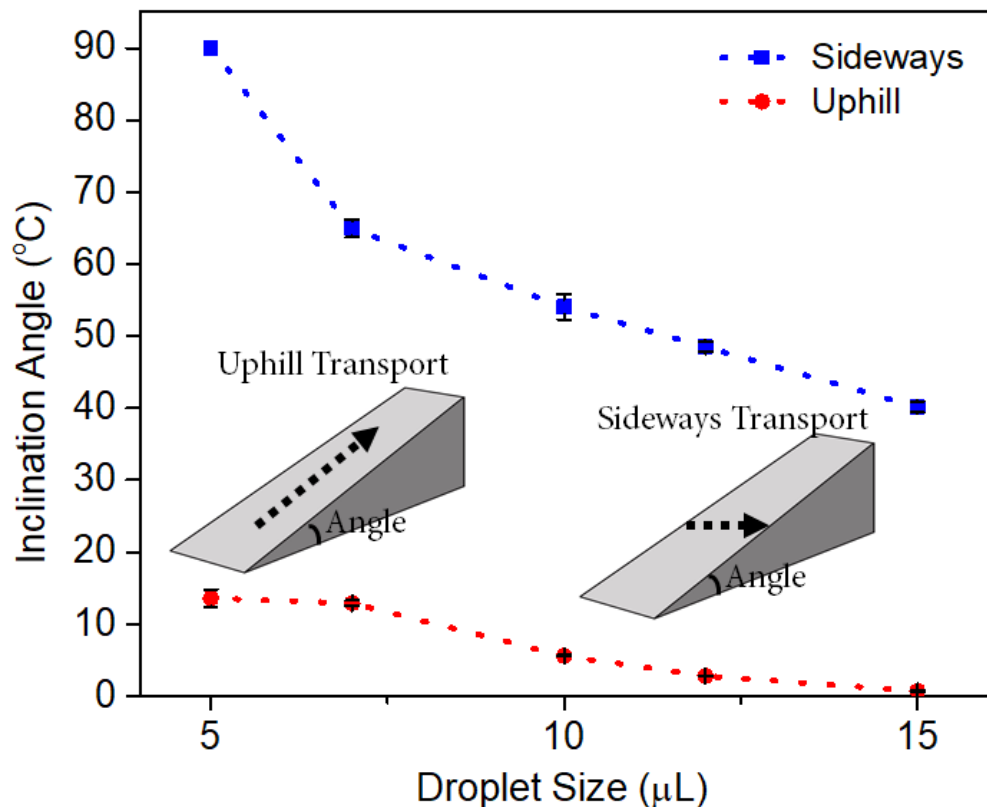 90
80
70
60
50
40
30
20
10
0
5
10
15
Inclination Angle (°C)
Droplet Size (μL)
Sideways
Uphill
Uphill Transport
Angle
Sideways Transport
Angle